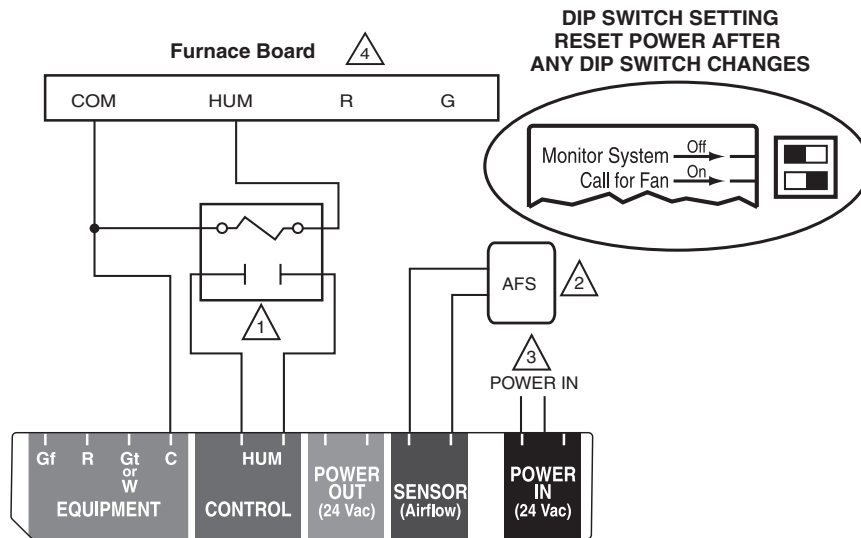 DIP SWITCH SETTING
RESET POWER AFTER
ANY DIP SWITCH CHANGES
Furnace Board 4
COM HUM R G
Monitor System Off
Call for Fan On
AFS 2
1
3
POWER IN
Gf R Gt or W C
EQUIPMENT
HUM
CONTROL
POWER
OUT
(24 Vac)
SENSOR
(Airflow)
POWER
IN
(24 Vac)